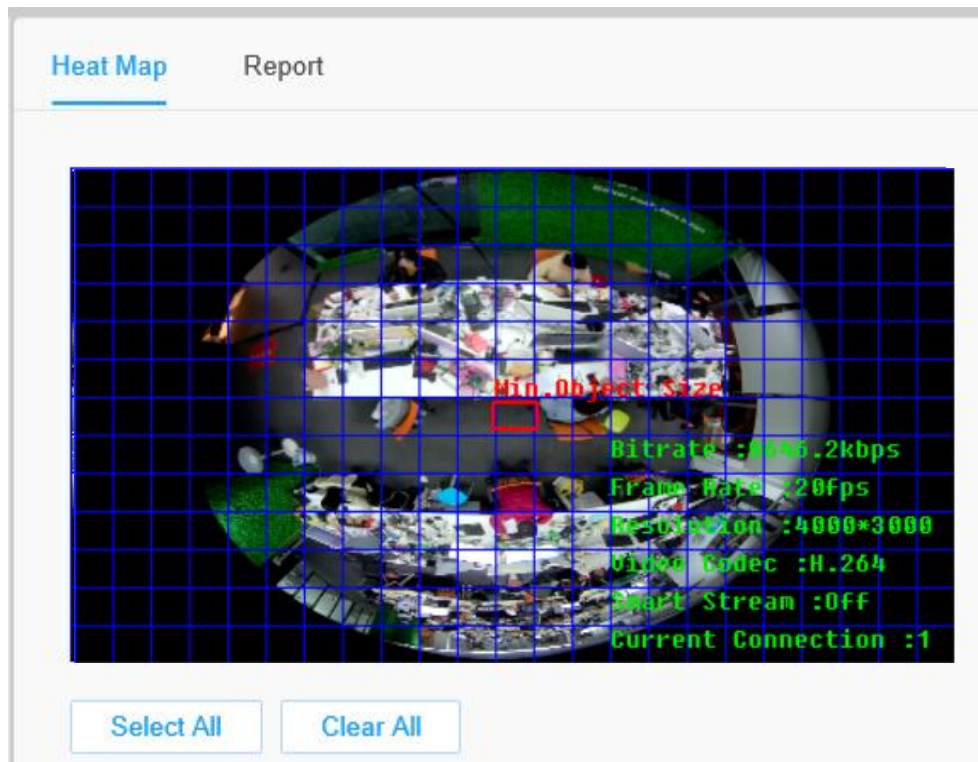 Heat Map
Report
Min.Object Size
Bitrate :8646.2kbps
Frame Rate :20fps
Resolution :4000*3000
Video Codec :H.264
Smart Stream :Off
Current Connection :1
Select All
Clear All